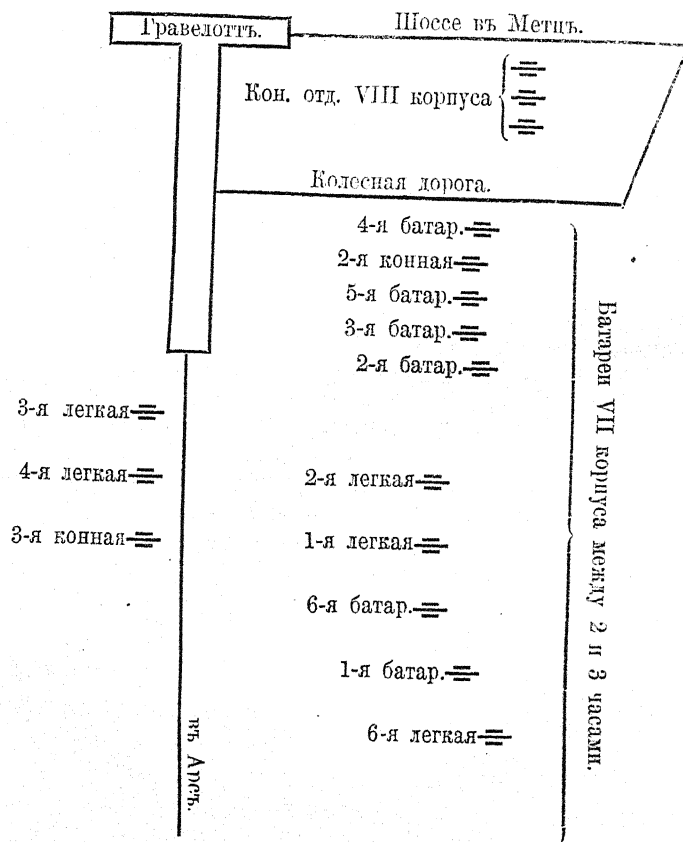 Гравелоттъ.
Шоссе въ Метцъ.
Кон. отд. VIII корпуса
Колесная дорога.
4-я батар.
2-я конная
5-я батар.
3-я батар.
2-я батар.
3-я легкая
4-я легкая
2-я легкая
3-я конная
1-я легкая
6-я батар.
1-я батар.
6-я легкая
въ Арсъ.
Батареи VII корпуса между 2 и 3 часами.